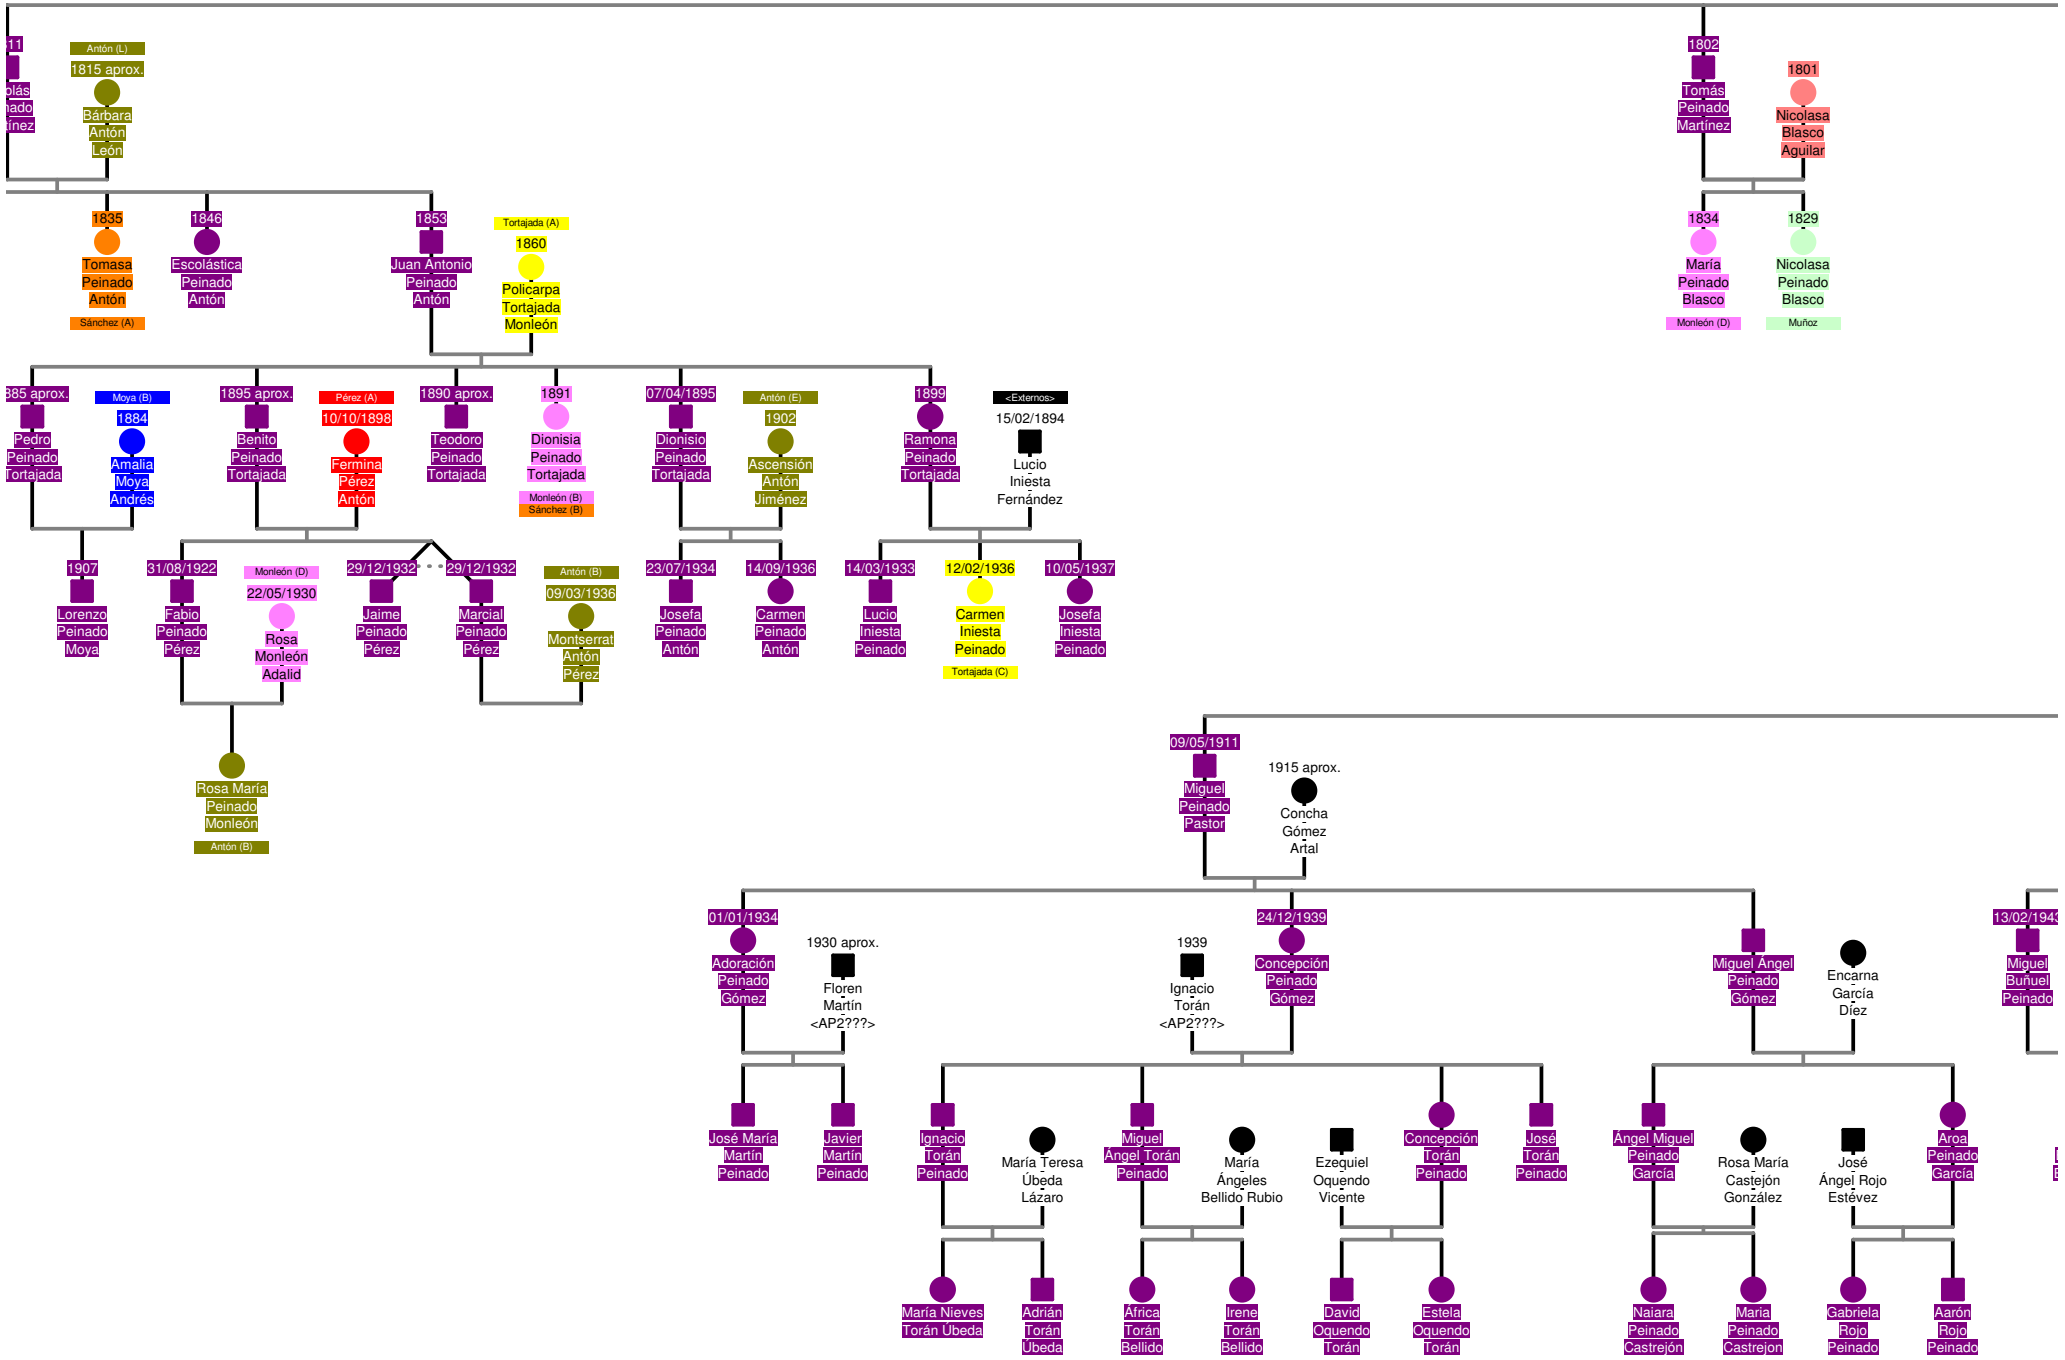 1802
Tomás
Peinado
Martínez
1801
Nicolasa
Blasco
Aguilar
Antón (L)
1815 aprox.
Bárbara
Antón
León
1835
Tomasa
Peinado
Antón
Sánchez (A)
1846
Escolástica
Peinado
Antón
1853
Juan Antonio
Peinado
Antón
Tortajada (A)
1860
Policarpa
Tortajada
Monleón
1834
María
Peinado
Blasco
Monleón (D)
1829
Nicolasa
Peinado
Blasco
Muñoz
885 aprox.
Pedro
Peinado
Tortajada
Moya (B)
1884
Amalia
Moya
Andrés
1895 aprox.
Benito
Peinado
Tortajada
Pérez (A)
10/10/1898
Fermina
Pérez
Antón
1890 aprox.
Teodoro
Peinado
Tortajada
1891
Dionisia
Peinado
Tortajada
Monleón (B)
Sánchez (B)
07/04/1895
Dionisio
Peinado
Tortajada
Antón (E)
1902
Ascensión
Antón
Jiménez
1899
Ramona
Peinado
Tortajada
<Externos>
15/02/1894
Lucio
Iniesta
Fernández
1907
Lorenzo
Peinado
Moya
31/08/1922
Fabio
Peinado
Pérez
Monleón (D)
22/05/1930
Rosa
Monleón
Adalid
29/12/1932
Jaime
Peinado
Pérez
29/12/1932
Marcial
Peinado
Pérez
Antón (B)
09/03/1936
Montserrat
Antón
Pérez
23/07/1934
Josefa
Peinado
Antón
14/09/1936
Carmen
Peinado
Antón
14/03/1933
Lucio
Iniesta
Peinado
12/02/1936
Carmen
Iniesta
Peinado
Tortajada (C)
10/05/1937
Josefa
Iniesta
Peinado
Rosa María
Peinado
Monleón
Antón (B)
09/05/1911
Miguel
Peinado
Pastor
1915 aprox.
Concha
Gómez
Artal
01/01/1934
Adoración
Peinado
Gómez
1930 aprox.
Floren
Martín
<AP2???>
1939
Ignacio
Torán
<AP2???>
24/12/1939
Concepción
Peinado
Gómez
Miguel Ángel
Peinado
Gómez
Encarna
García
Díez
13/02/1943
Miguel
Buñuel
Peinado
José María
Martín
Peinado
Javier
Martín
Peinado
Ignacio
Torán
Peinado
María Teresa
Úbeda
Lázaro
Miguel
Ángel Torán
Peinado
María
Ángeles
Bellido Rubio
Ezequiel
Oquendo
Vicente
Concepción
Torán
Peinado
José
Torán
Peinado
Ángel Miguel
Peinado
García
Rosa María
Castejón
González
José
Ángel Rojo
Estévez
Aroa
Peinado
García
María Nieves
Torán Úbeda
Adrián
Torán
Úbeda
África
Torán
Bellido
Irene
Torán
Bellido
David
Oquendo
Torán
Estela
Oquendo
Torán
Naiara
Peinado
Castrejón
Maria
Peinado
Castrejon
Gabriela
Rojo
Peinado
Aarón
Rojo
Peinado